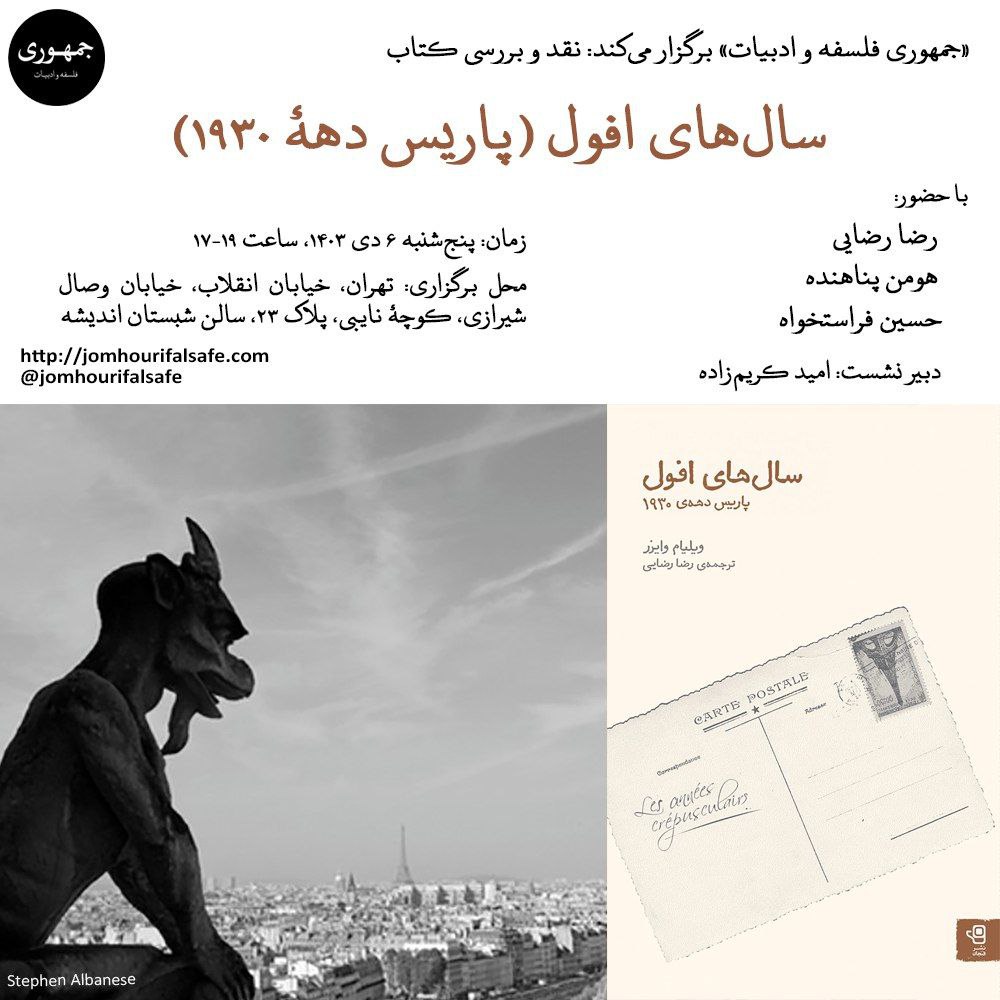 جمهوری
فلسفه و ادبیات
«جمهوری فلسفه و ادبیات» برگزار می‌کند: نقد و بررسی کتاب
سال‌های افول (پاریس دههٔ ۱۹۳۰)
با حضور:
رضا رضایی
هومن پناهنده
حسین فراستخواه
دبیر نشست: امید کریم‌زاده
زمان: پنج‌شنبه ۶ دی ۱۴۰۳، ساعت ۱۹-۱۷
محل برگزاری: تهران، خیابان انقلاب، خیابان وصال
شیرازی، کوچهٔ نایبی، پلاک ۲۳، سالن شبستان اندیشه
http://jomhourifalsafe.com
@jomhourifalsafe
سال‌های افول
پاریس دهه‌ی ۱۹۳۰
ویلیام وایزر
ترجمه‌ی رضا رضایی
CARTE POSTALE
Correspondance
Adresse
Les années
crépusculairs
نشر
Stephen Albanese